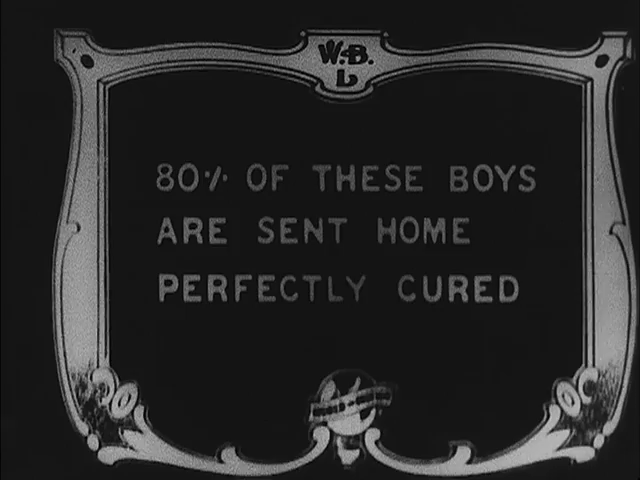 W.-B.
L
80% OF THESE BOYS
ARE SENT HOME
PERFECTLY CURED